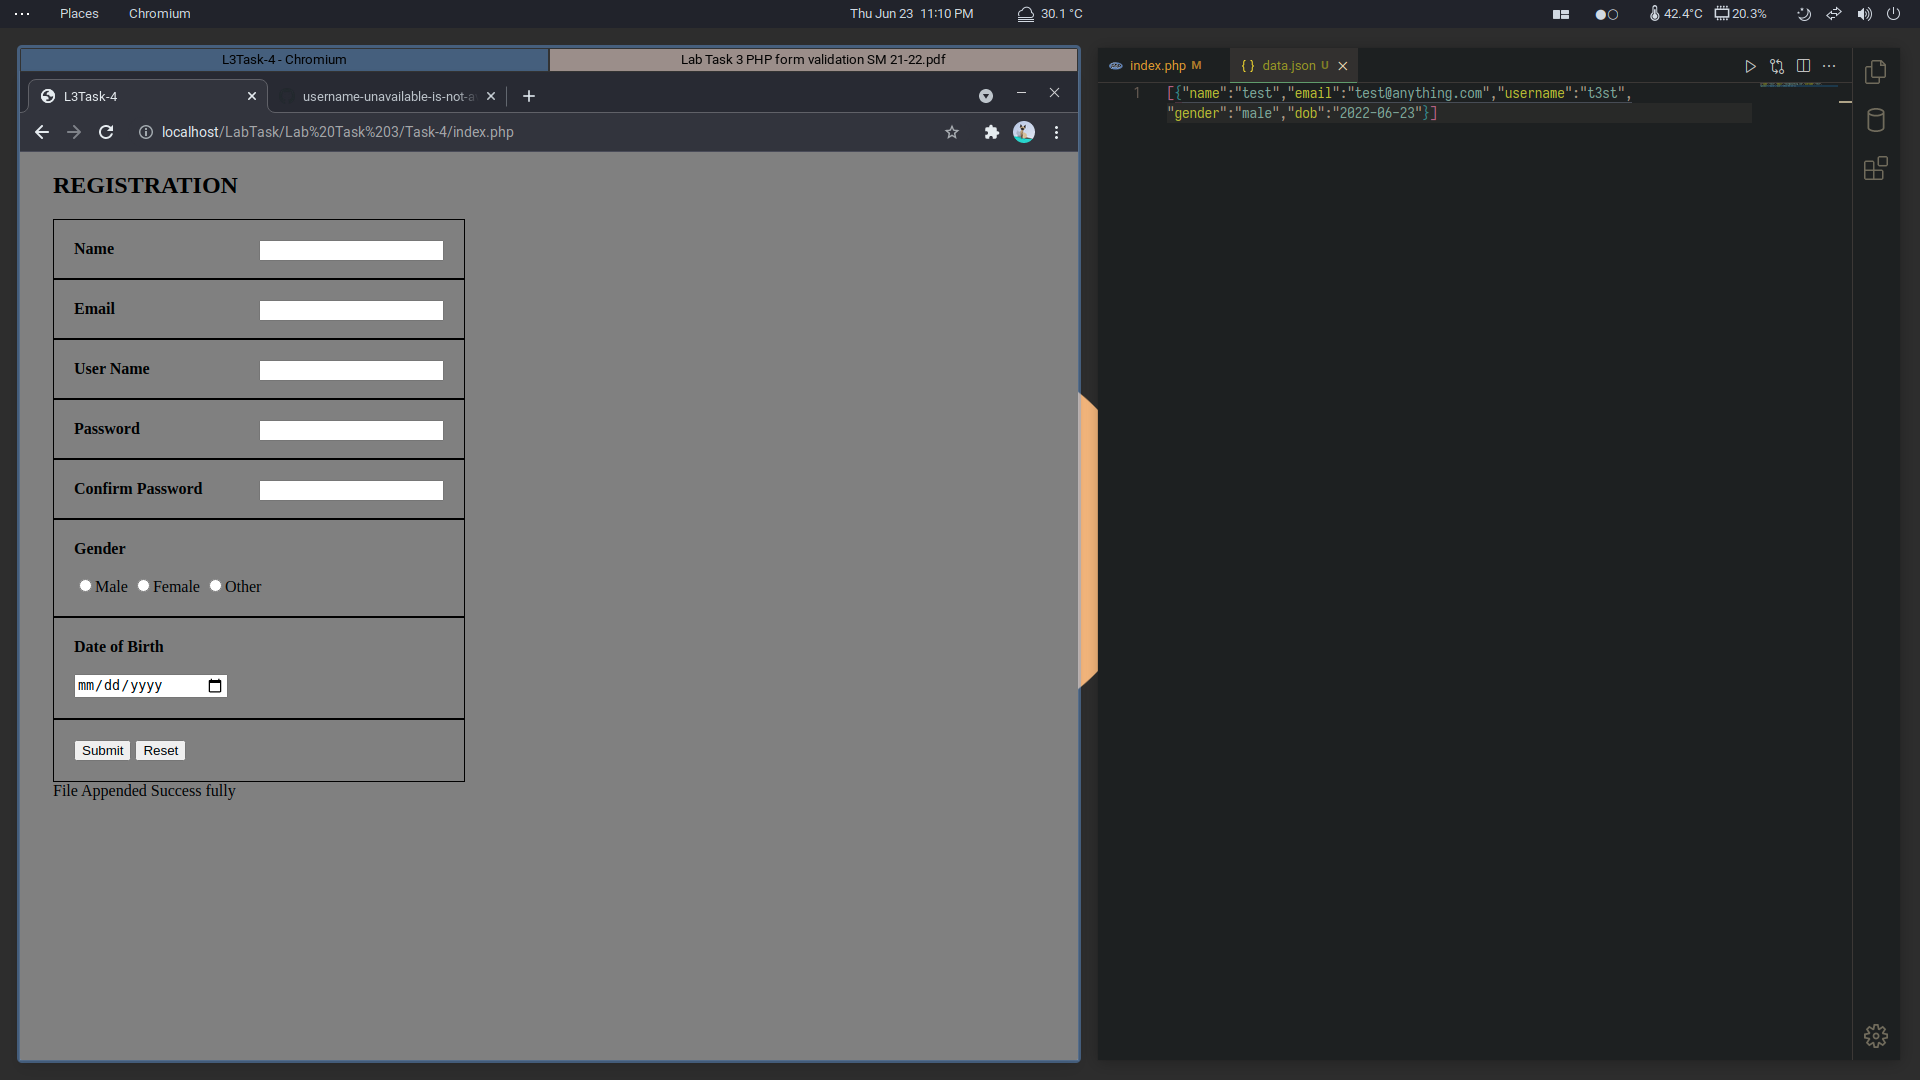 Places Chromium Thu Jun 23 11:10 PM 30.1 °C 42.4°C 20.3%
L3Task-4 - Chromium
Lab Task 3 PHP form validation SM 21-22.pdf
L3Task-4
username-unavailable-is-not-a
localhost/LabTask/Lab%20Task%203/Task-4/index.php
REGISTRATION
Name
Email
User Name
Password
Confirm Password
Gender
Male Female Other
Date of Birth
mm/dd/yyyy
Submit Reset
File Appended Success fully
index.php M
{ } data.json U
1 [{"name":"test","email":"test@anything.com","username":"t3st",
"gender":"male","dob":"2022-06-23"}]